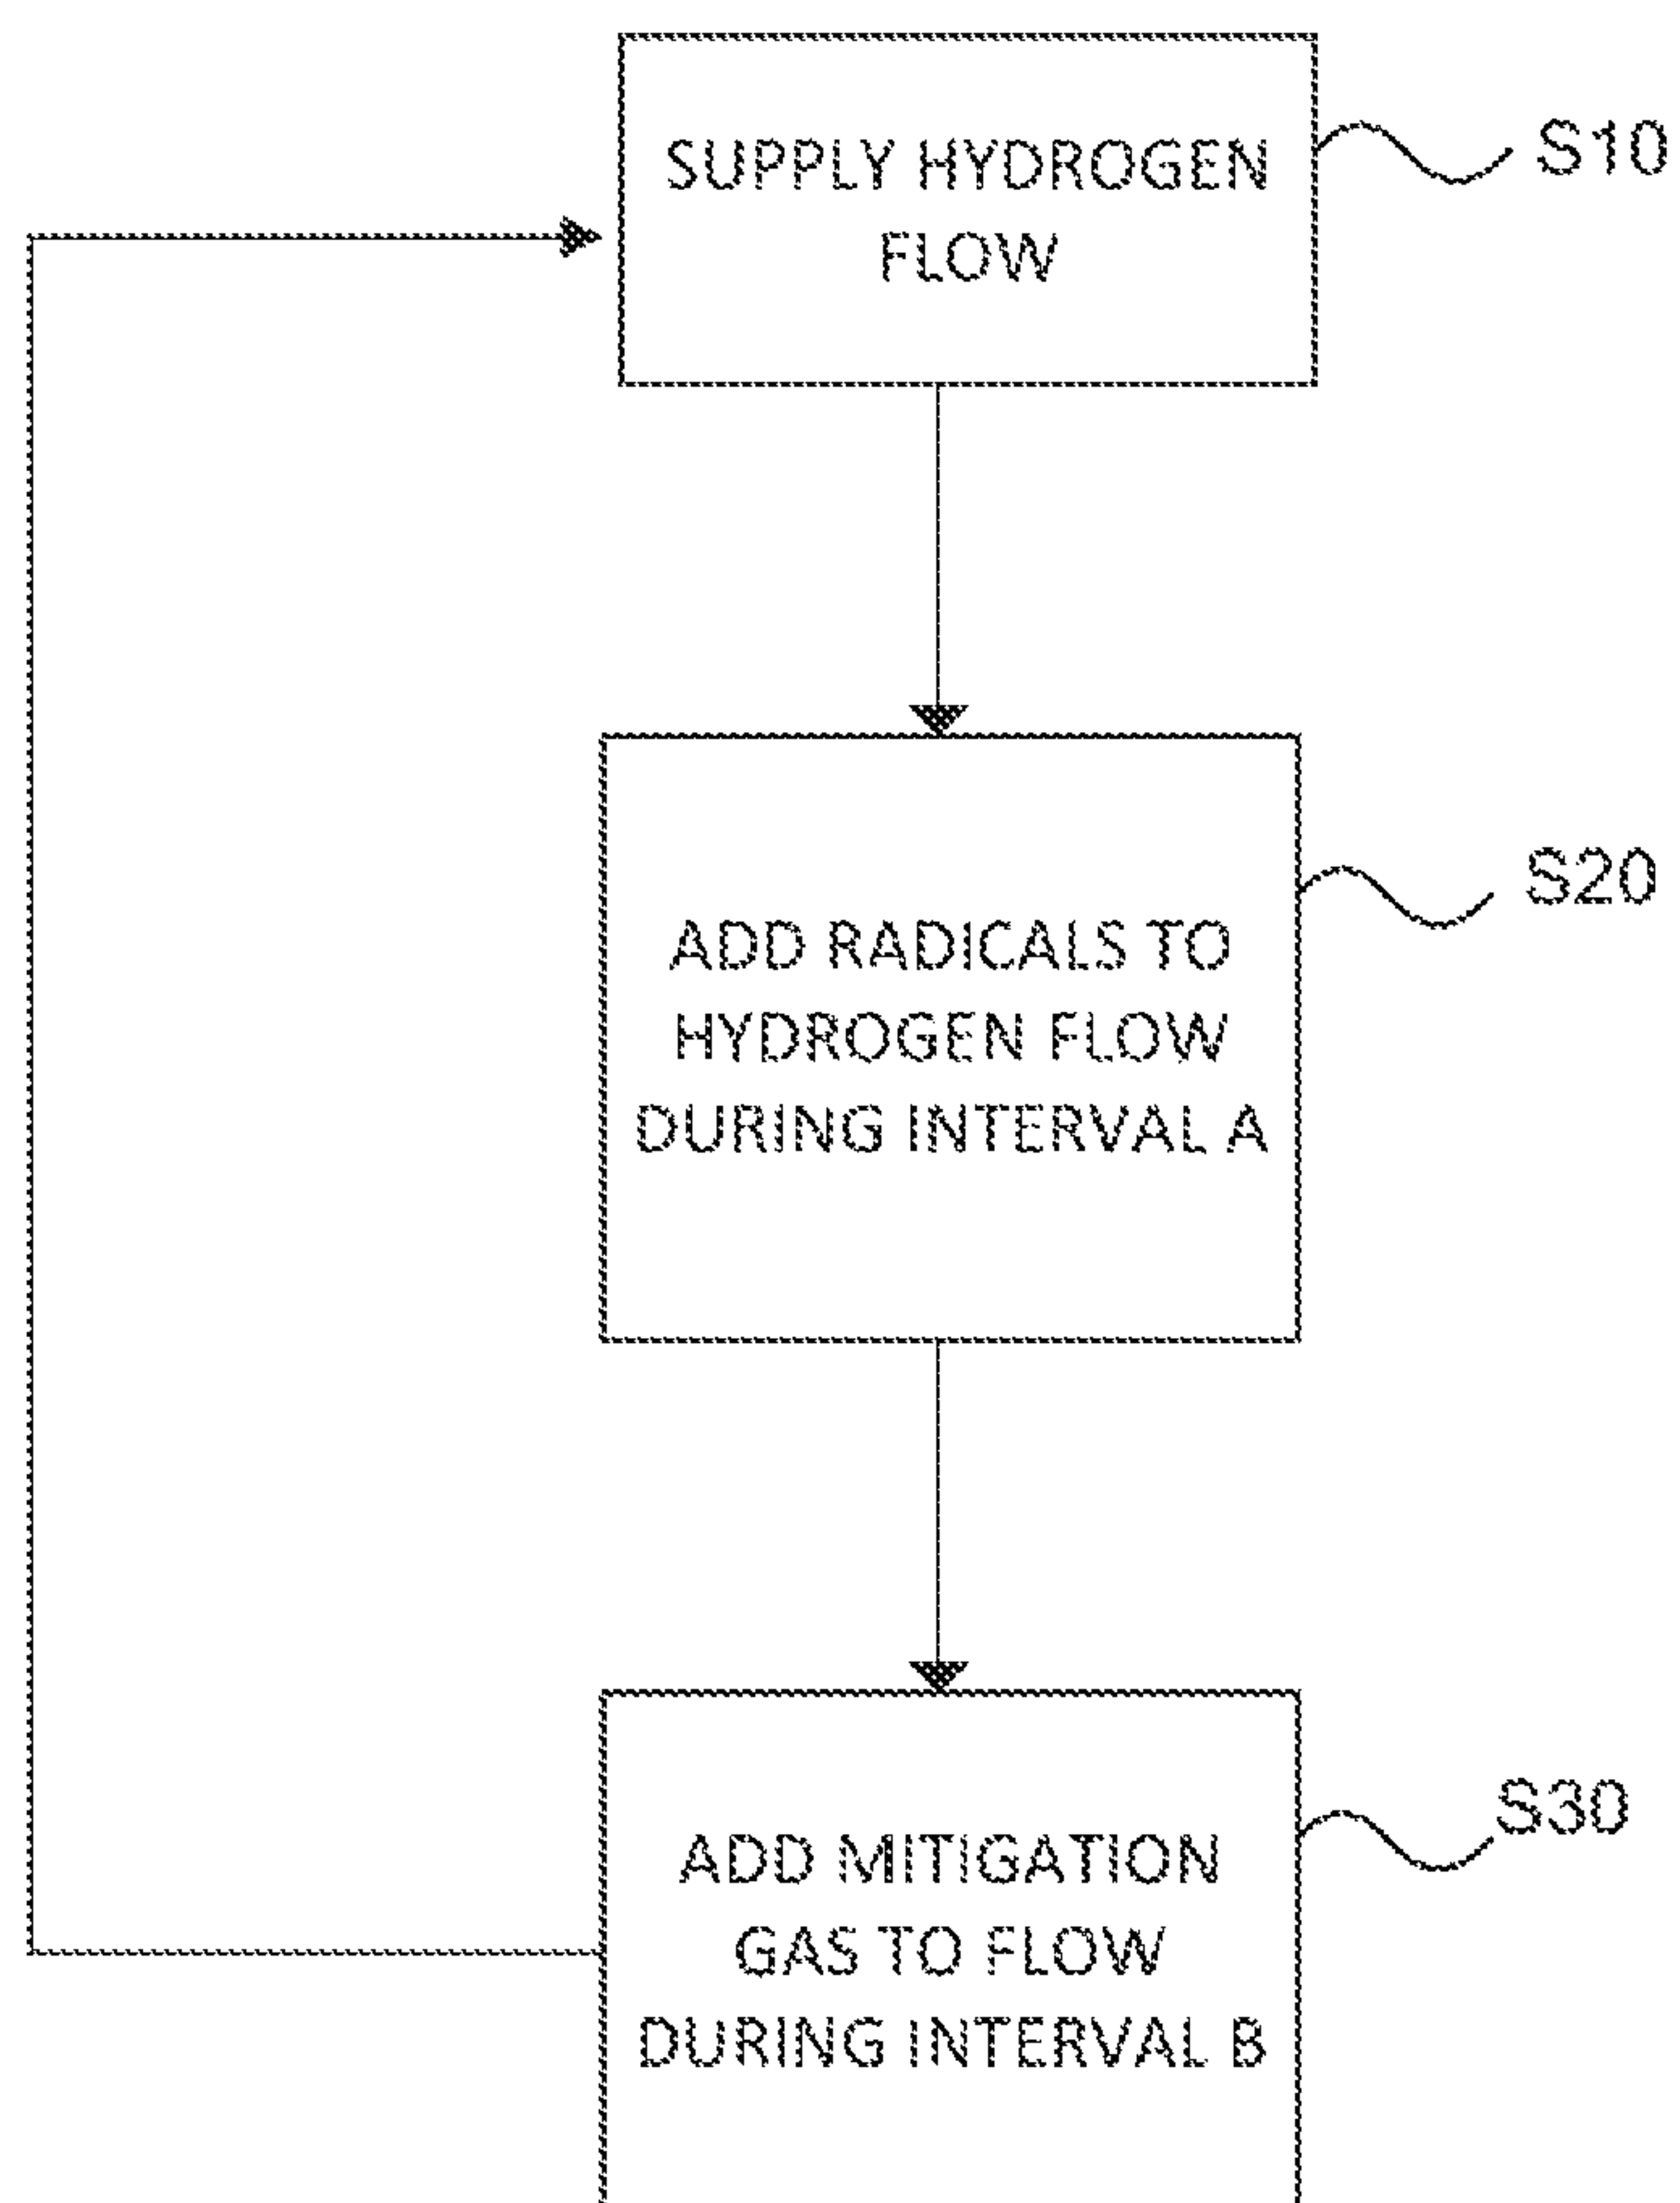 SUPPLY HYDROGEN
FLOW
S10
ADD RADICALS TO
HYDROGEN FLOW
DURING INTERVAL A
S20
ADD MITIGATION
GAS TO FLOW
DURING INTERVAL B
S30